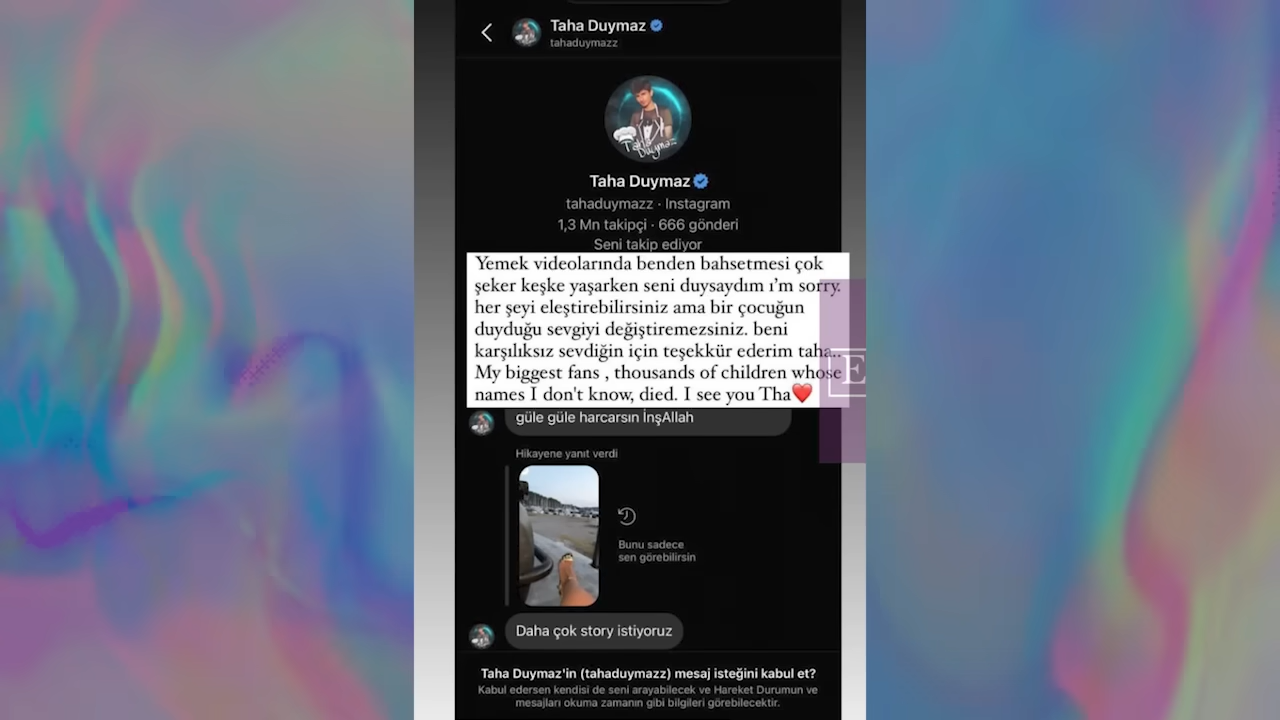 Taha Duymaz
tahaduymazz
Taha Duymaz
Taha Duymaz
tahaduymazz · Instagram
1,3 Mn takipçi · 666 gönderi
Seni takip ediyor
Yemek videolarında benden bahsetmesi çok
şeker keşke yaşarken seni duysaydım ı’m sorry.
her şeyi eleştirebilirsiniz ama bir çocuğun
duyduğu sevgiyi değiştiremezsiniz. beni
karşılıksız sevdiğin için teşekkür ederim taha..
My biggest fans , thousands of children whose
names I don't know, died. I see you Tha❤️
E
güle güle harcarsın İnşAllah
Hikayene yanıt verdi
Bunu sadece
sen görebilirsin
Daha çok story istiyoruz
Taha Duymaz'in (tahaduymazz) mesaj isteğini kabul et?
Kabul edersen kendisi de seni arayabilecek ve Hareket Durumun ve
mesajları okuma zamanın gibi bilgileri görebilecektir.